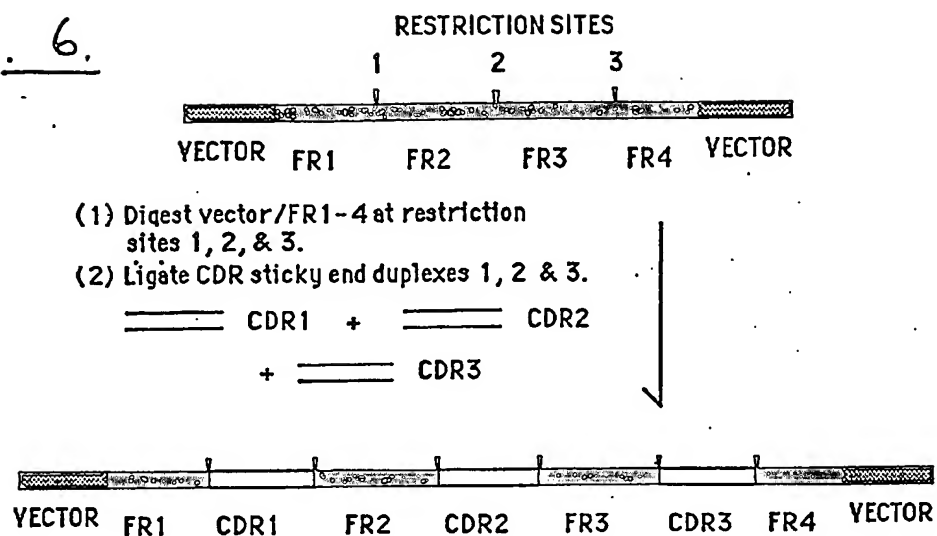 . 6.
RESTRICTION SITES
1 2 3
VECTOR FR1 FR2 FR3 FR4 VECTOR
(1) Digest vector/FR1-4 at restriction
sites 1, 2, & 3.
(2) Ligate CDR sticky end duplexes 1, 2 & 3.
CDR1 + CDR2
+ CDR3
VECTOR FR1 CDR1 FR2 CDR2 FR3 CDR3 FR4 VECTOR